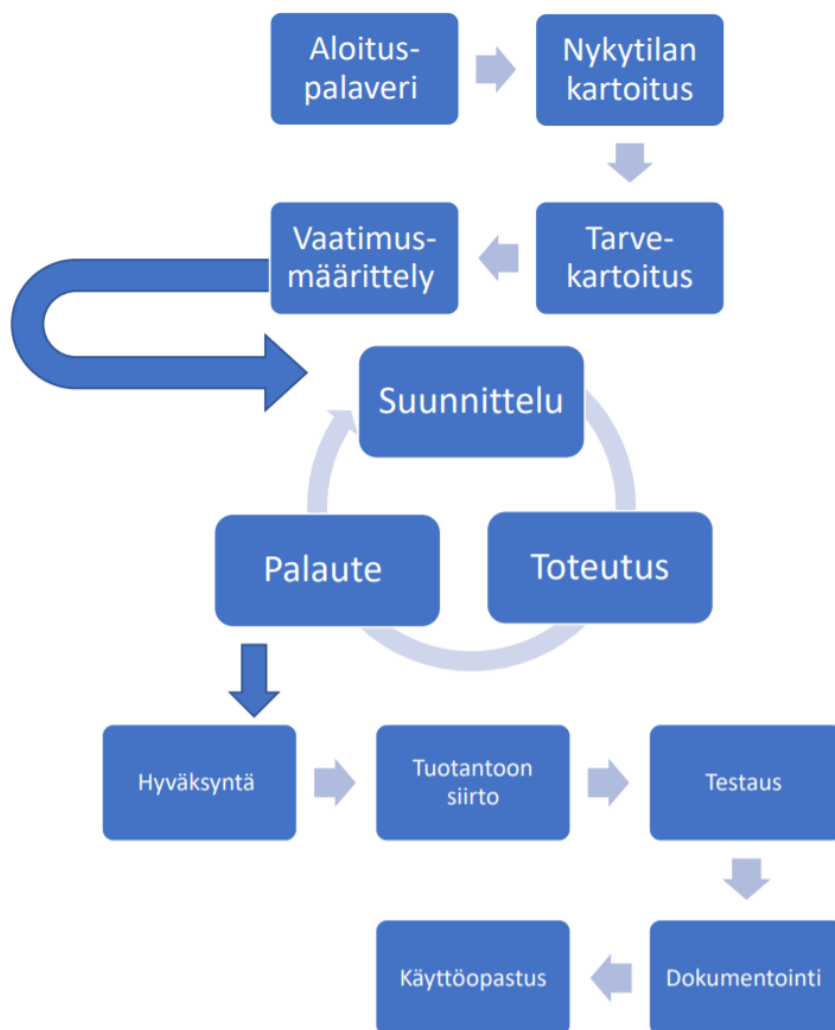 Aloitus-
palaveri
Nykytilan
kartoitus
Vaatimus-
määrittely
Tarve-
kartoitus
Suunnittelu
Palaute
Toteutus
Hyväksyntä
Tuotantoon
siirto
Testaus
Käyttöopastus
Dokumentointi